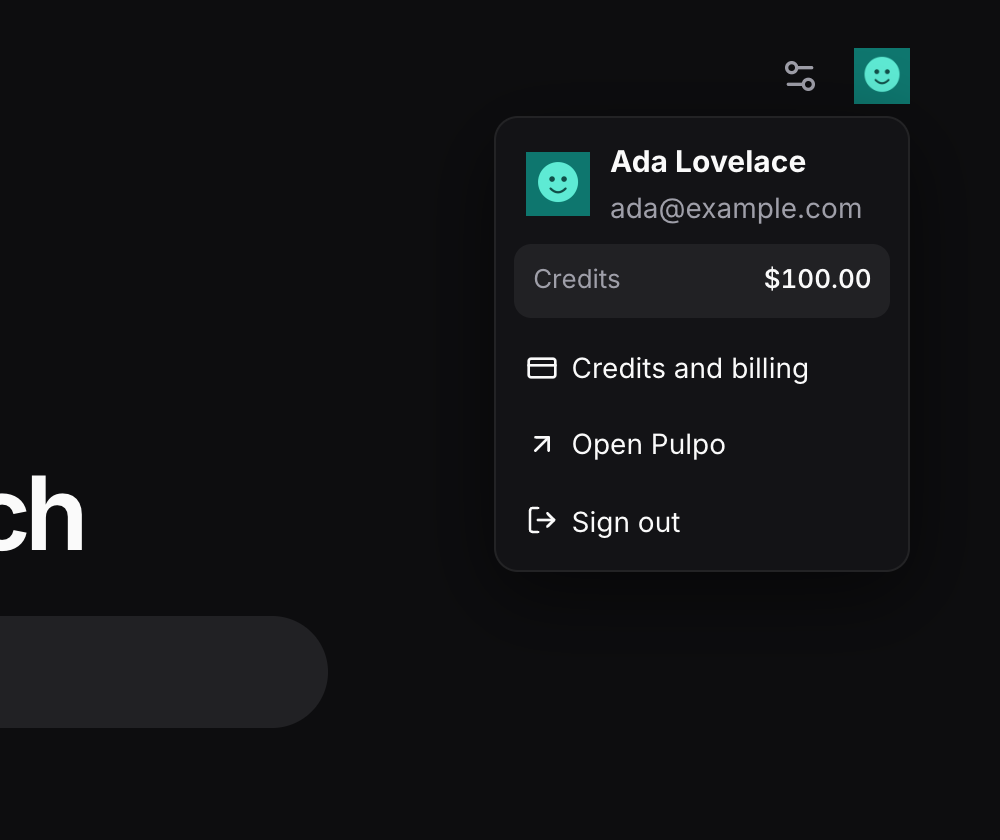 Ada Lovelace
ada@example.com
Credits $100.00
Credits and billing
Open Pulpo
Sign out
ch